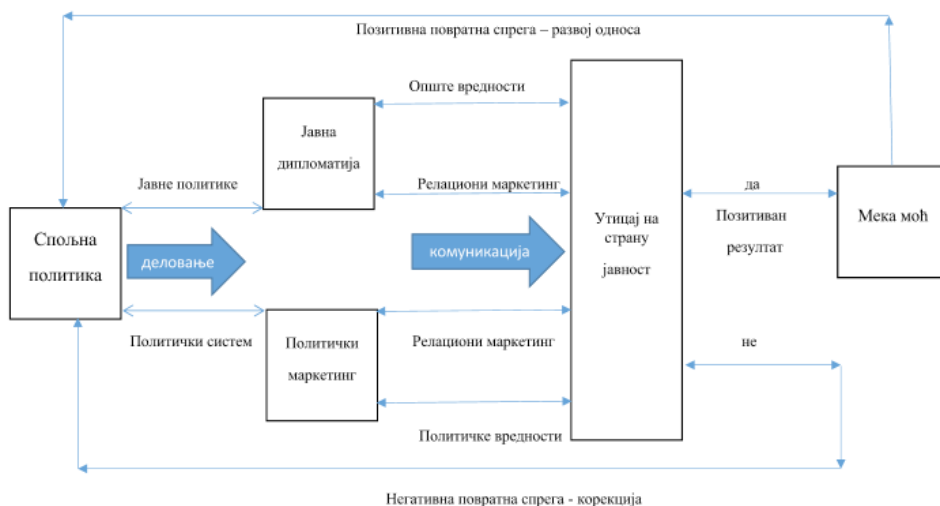 Позитивна повратна спрега – развој односа
Опште вредности
Јавна
дипломатија
Јавне политике
Релациони маркетинг
да
Позитиван
резултат
Мека моћ
Спољна
политика
деловање
комуникација
Утицај на
страну
јавност
Политички систем
Политички
маркетинг
Релациони маркетинг
не
Политичке вредности
Негативна повратна спрега - корекција